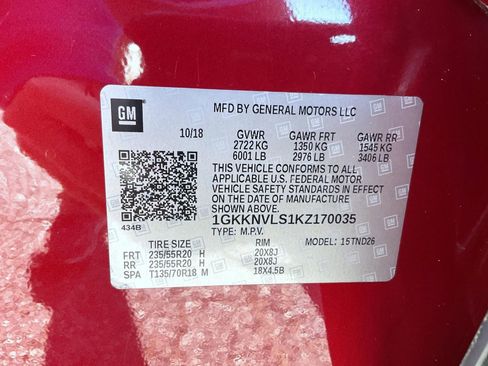 GM
MFD BY GENERAL MOTORS LLC
10/18 GVWR GAWR FRT GAWR RR
2722 KG 1350 KG 1545 KG
6001 LB 2976 LB 3406 LB
THIS VEHICLE CONFORMS TO ALL
APPLICABLE U.S. FEDERAL MOTOR
VEHICLE SAFETY STANDARDS IN EFFECT
ON THE DATE OF MANUFACTURE
SHOWN ABOVE.
1GKKNVLS1KZ170035
434B TYPE: M.P.V.
TIRE SIZE RIM MODEL: 1STND26
FRT 235/55R20 H 20X8J
RR 235/55R20 H 20X8J
SPA T135/70R18 M 18X4.5B